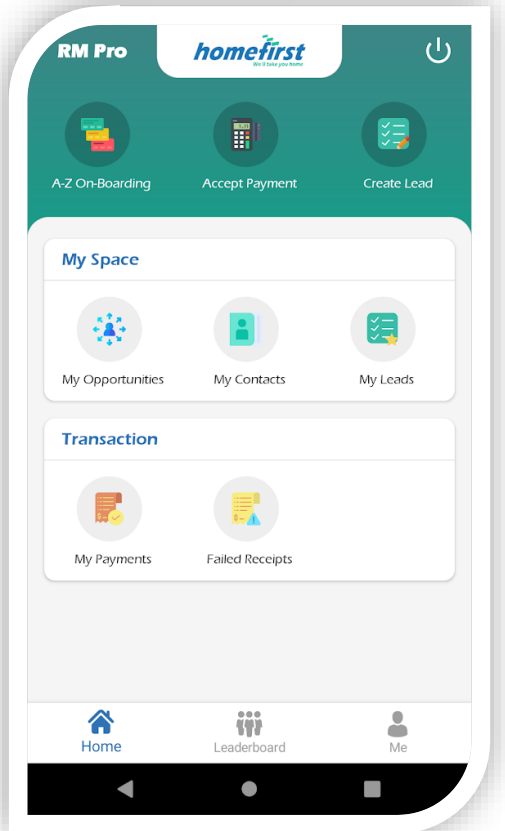 RM Pro
homefirst
We'll take you home
A-Z On-Boarding
Accept Payment
Create Lead
My Space
My Opportunities
My Contacts
My Leads
Transaction
My Payments
Failed Receipts
Home
Leaderboard
Me